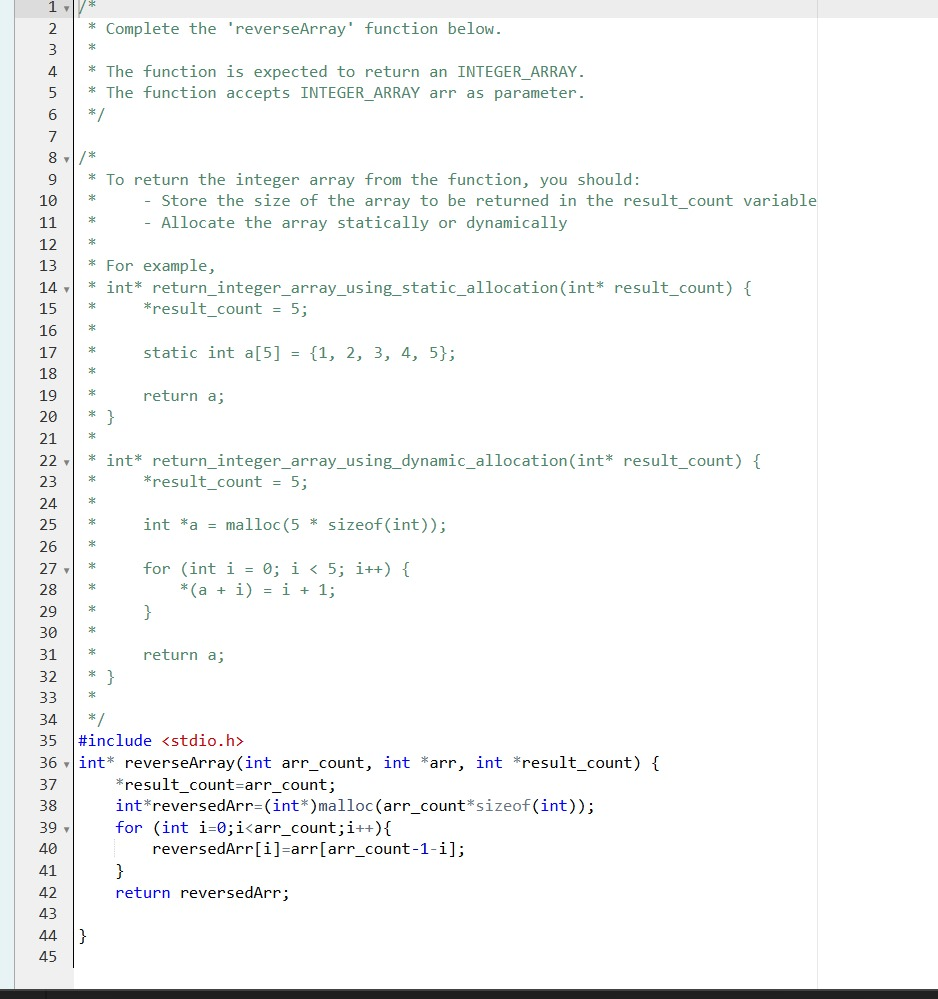 1 /*
2  * Complete the 'reverseArray' function below.
3  *
4  * The function is expected to return an INTEGER_ARRAY.
5  * The function accepts INTEGER_ARRAY arr as parameter.
6  */
7
8 /*
9  * To return the integer array from the function, you should:
10  *     - Store the size of the array to be returned in the result_count variable
11  *     - Allocate the array statically or dynamically
12  *
13  * For example,
14  * int* return_integer_array_using_static_allocation(int* result_count) {
15  *     *result_count = 5;
16  *
17  *     static int a[5] = {1, 2, 3, 4, 5};
18  *
19  *     return a;
20  * }
21  *
22  * int* return_integer_array_using_dynamic_allocation(int* result_count) {
23  *     *result_count = 5;
24  *
25  *     int *a = malloc(5 * sizeof(int));
26  *
27  *     for (int i = 0; i < 5; i++) {
28  *         *(a + i) = i + 1;
29  *     }
30  *
31  *     return a;
32  * }
33  *
34  */
35 #include <stdio.h>
36 int* reverseArray(int arr_count, int *arr, int *result_count) {
37     *result_count=arr_count;
38     int*reversedArr=(int*)malloc(arr_count*sizeof(int));
39     for (int i=0;i<arr_count;i++){
40         reversedArr[i]=arr[arr_count-1-i];
41     }
42     return reversedArr;
43
44 }
45